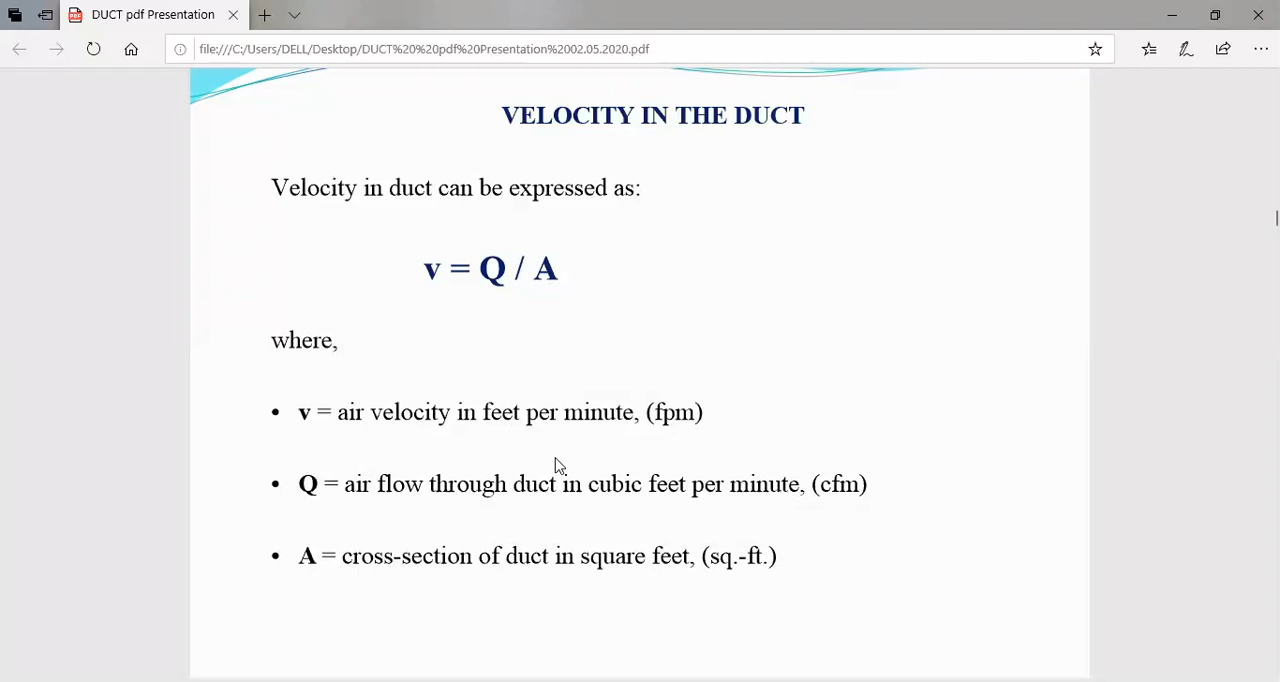 DUCT pdf Presentation
file:///C:/Users/DELL/Desktop/DUCT%20%20pdf%20Presentation%2002.05.2020.pdf
VELOCITY IN THE DUCT
Velocity in duct can be expressed as:
v = Q / A
where,
• v = air velocity in feet per minute, (fpm)
• Q = air flow through duct in cubic feet per minute, (cfm)
• A = cross-section of duct in square feet, (sq.-ft.)